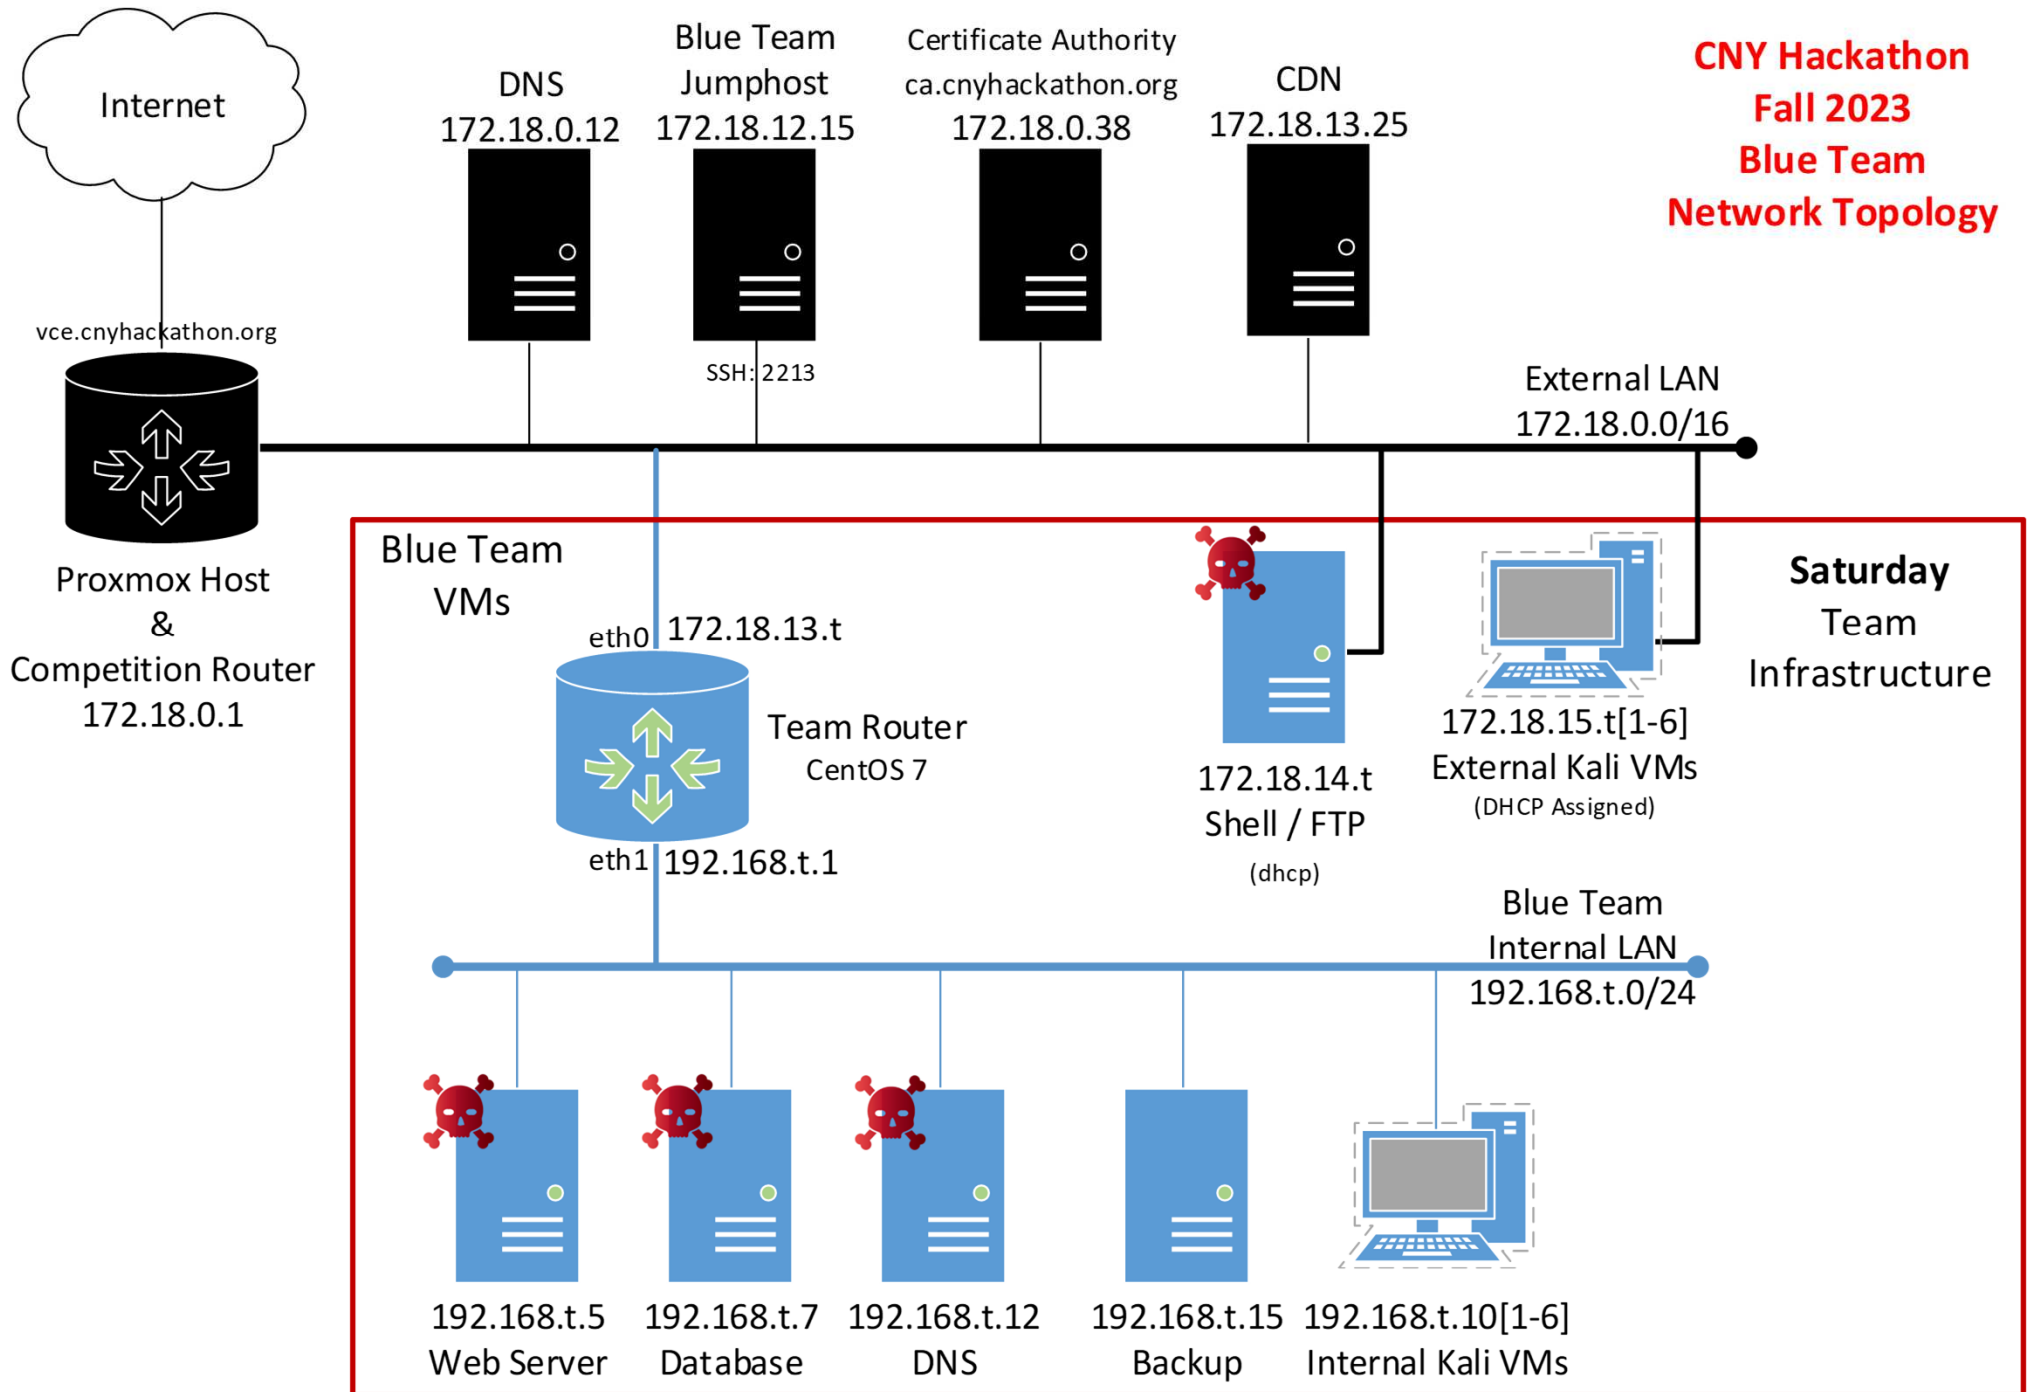 Internet
DNS
172.18.0.12
Blue Team
Jumphost
172.18.12.15
Certificate Authority
ca.cnyhackathon.org
172.18.0.38
CDN
172.18.13.25
CNY Hackathon
Fall 2023
Blue Team
Network Topology
vce.cnyhackathon.org
SSH: 2213
External LAN
172.18.0.0/16
Proxmox Host
&
Competition Router
172.18.0.1
Blue Team
VMs
eth0
172.18.13.t
Team Router
CentOS 7
eth1
192.168.t.1
172.18.14.t
Shell / FTP
(dhcp)
172.18.15.t[1-6]
External Kali VMs
(DHCP Assigned)
Saturday
Team
Infrastructure
Blue Team
Internal LAN
192.168.t.0/24
192.168.t.5
Web Server
192.168.t.7
Database
192.168.t.12
DNS
192.168.t.15
Backup
192.168.t.10[1-6]
Internal Kali VMs